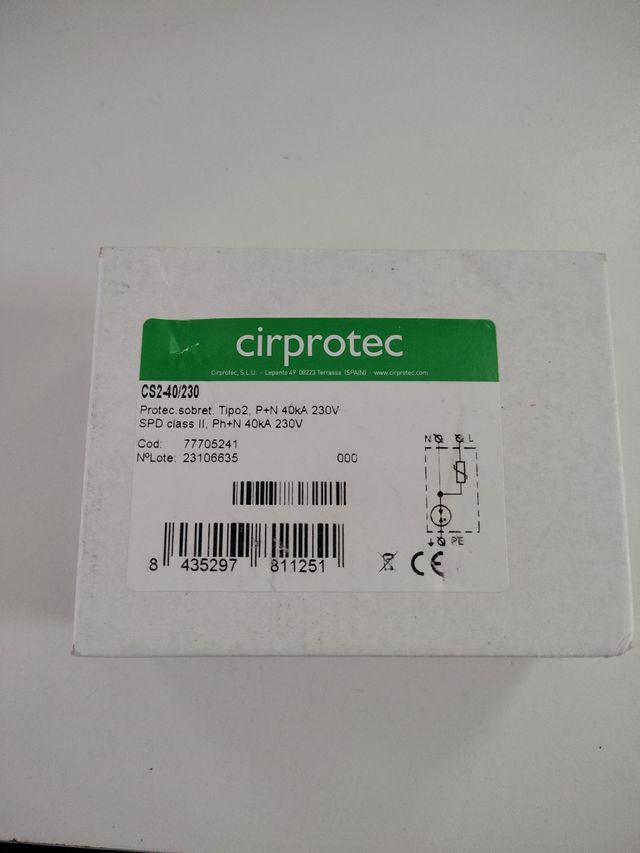 cirprotec
Cirprotec, S.L.U. - Lepanto 49 08223 Terrassa (SPAIN) - www.cirprotec.com
CS2-40/230
Protec.sobret. Tipo2, P+N 40kA 230V
SPD class II, Ph+N 40kA 230V
Cod: 77705241
NºLote: 23106635 000
N L
PE
8 435297 811251
CE